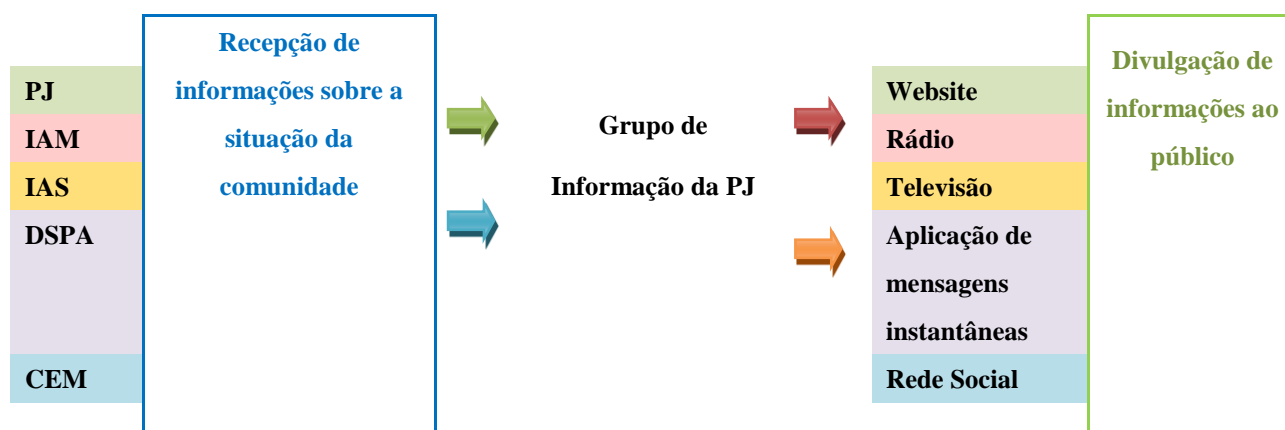 PJ
IAM
IAS
DSPA
CEM
Recepção de
informações sobre a
situação da
comunidade
Grupo de
Informação da PJ
Website
Rádio
Televisão
Aplicação de
mensagens
instantâneas
Rede Social
Divulgação de
informações ao
público